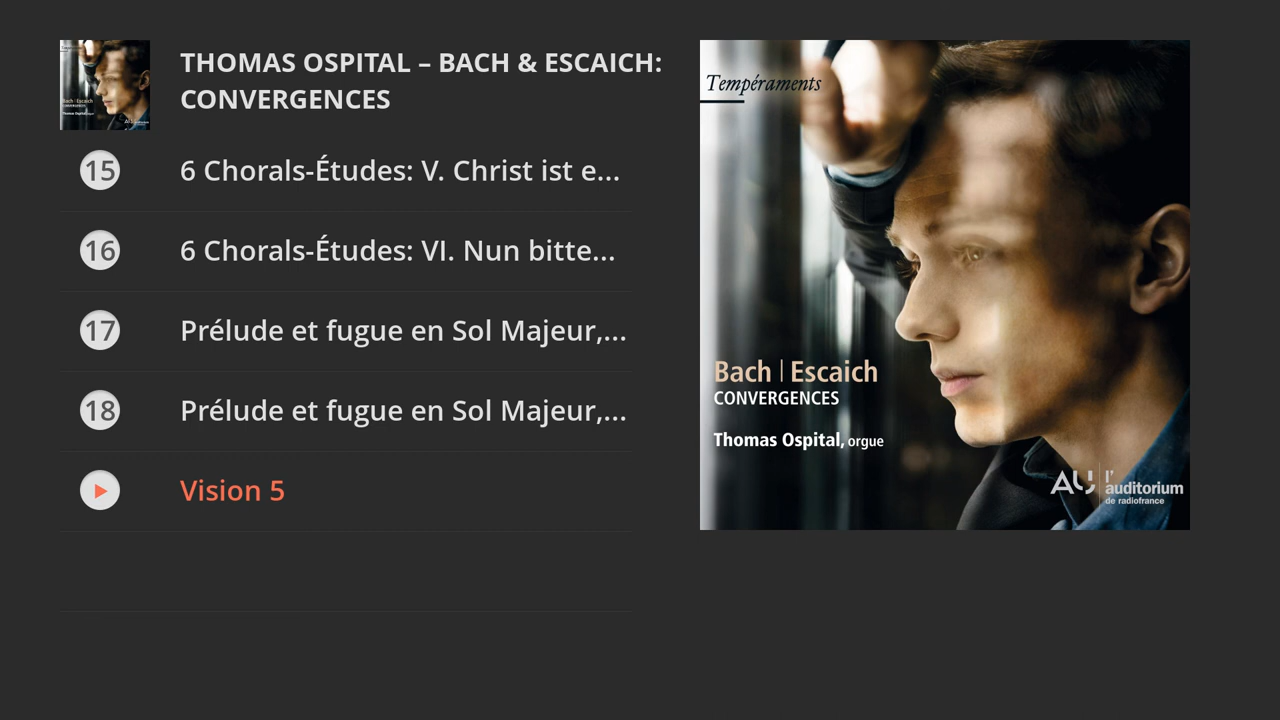 THOMAS OSPITAL – BACH & ESCAICH:
CONVERGENCES
15 6 Chorals-Études: V. Christ ist e...
16 6 Chorals-Études: VI. Nun bitte...
17 Prélude et fugue en Sol Majeur,...
18 Prélude et fugue en Sol Majeur,...
Vision 5
Tempéraments
Bach | Escaich
CONVERGENCES
Thomas Ospital, orgue
AU l'auditorium
de radiofrance